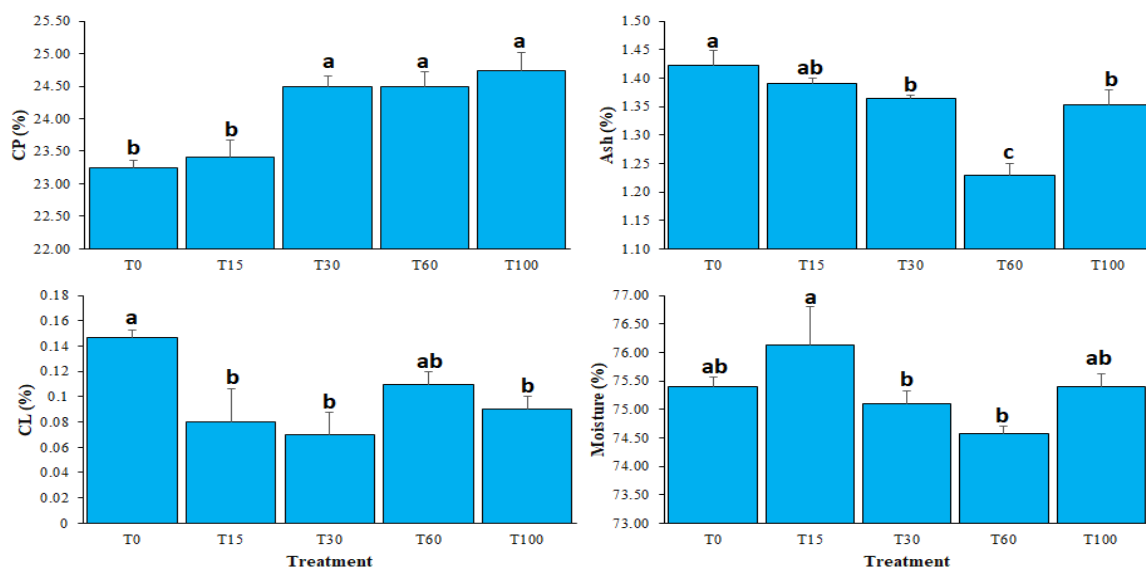 CP (%)
25.50
25.00
24.50
24.00
23.50
23.00
22.50
22.00
b
b
a
a
a
T0 T15 T30 T60 T100
Ash (%)
1.50
1.45
1.40
1.35
1.30
1.25
1.20
1.15
1.10
a
ab
b
c
b
T0 T15 T30 T60 T100
CL (%)
0.18
0.16
0.14
0.12
0.1
0.08
0.06
0.04
0.02
0
a
b
b
ab
b
T0 T15 T30 T60 T100
Treatment
Moisture (%)
77.00
76.50
76.00
75.50
75.00
74.50
74.00
73.50
73.00
ab
a
b
b
ab
T0 T15 T30 T60 T100
Treatment